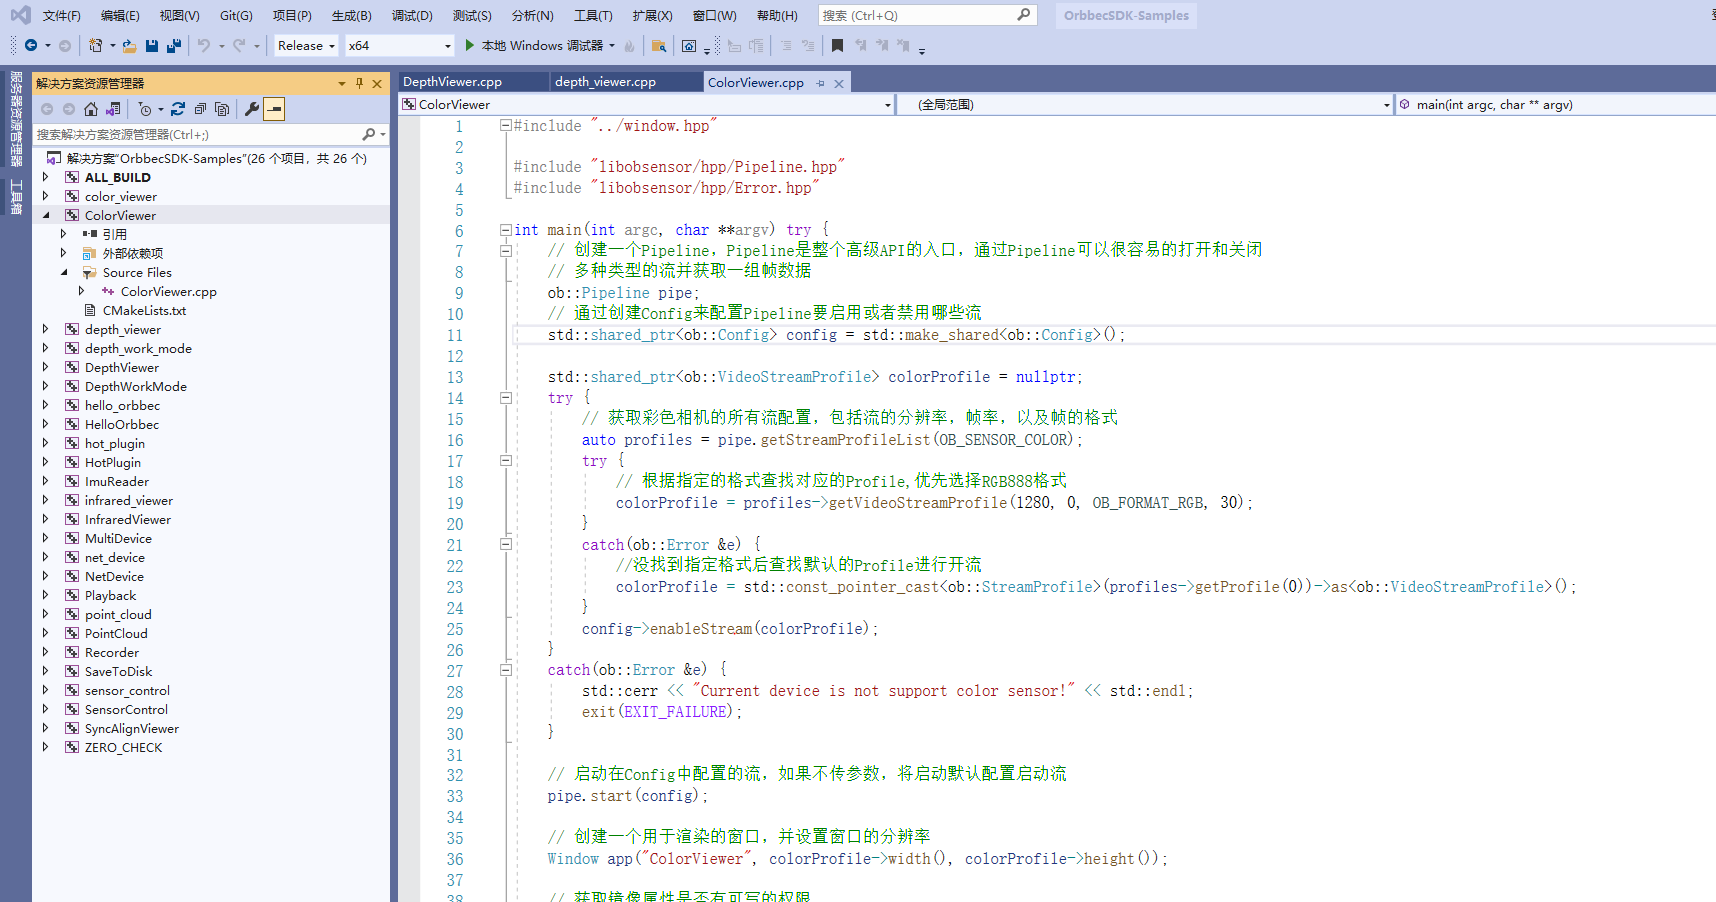 文件(F) 编辑(E) 视图(V) Git(G) 项目(P) 生成(B) 调试(D) 测试(S) 分析(N) 工具(T) 扩展(X) 窗口(W) 帮助(H) 搜索 (Ctrl+Q) OrbbecSDK-Samples
Release x64 本地 Windows 调试器
服务器资源管理器
工具箱
解决方案资源管理器
搜索解决方案资源管理器(Ctrl+;)
解决方案"OrbbecSDK-Samples"(26 个项目，共 26 个)
ALL_BUILD
color_viewer
ColorViewer
引用
外部依赖项
Source Files
ColorViewer.cpp
CMakeLists.txt
depth_viewer
depth_work_mode
DepthViewer
DepthWorkMode
hello_orbbec
HelloOrbbec
hot_plugin
HotPlugin
ImuReader
infrared_viewer
InfraredViewer
MultiDevice
net_device
NetDevice
Playback
point_cloud
PointCloud
Recorder
SaveToDisk
sensor_control
SensorControl
SyncAlignViewer
ZERO_CHECK
DepthViewer.cpp depth_viewer.cpp ColorViewer.cpp
ColorViewer (全局范围) main(int argc, char ** argv)
1 #include "../window.hpp"
2
3 #include "libobsensor/hpp/Pipeline.hpp"
4 #include "libobsensor/hpp/Error.hpp"
5
6 int main(int argc, char **argv) try {
7 // 创建一个Pipeline，Pipeline是整个高级API的入口，通过Pipeline可以很容易的打开和关闭
8 // 多种类型的流并获取一组帧数据
9 ob::Pipeline pipe;
10 // 通过创建Config来配置Pipeline要启用或者禁用哪些流
11 std::shared_ptr<ob::Config> config = std::make_shared<ob::Config>();
12
13 std::shared_ptr<ob::VideoStreamProfile> colorProfile = nullptr;
14 try {
15 // 获取彩色相机的所有流配置，包括流的分辨率，帧率，以及帧的格式
16 auto profiles = pipe.getStreamProfileList(OB_SENSOR_COLOR);
17 try {
18 // 根据指定的格式查找对应的Profile,优先选择RGB888格式
19 colorProfile = profiles->getVideoStreamProfile(1280, 0, OB_FORMAT_RGB, 30);
20 }
21 catch(ob::Error &e) {
22 //没找到指定格式后查找默认的Profile进行开流
23 colorProfile = std::const_pointer_cast<ob::StreamProfile>(profiles->getProfile(0))->as<ob::VideoStreamProfile>();
24 }
25 config->enableStream(colorProfile);
26 }
27 catch(ob::Error &e) {
28 std::cerr << "Current device is not support color sensor!" << std::endl;
29 exit(EXIT_FAILURE);
30 }
31
32 // 启动在Config中配置的流，如果不传参数，将启动默认配置启动流
33 pipe.start(config);
34
35 // 创建一个用于渲染的窗口，并设置窗口的分辨率
36 Window app("ColorViewer", colorProfile->width(), colorProfile->height());
37
38 // 获取镜像属性是否有可写的权限